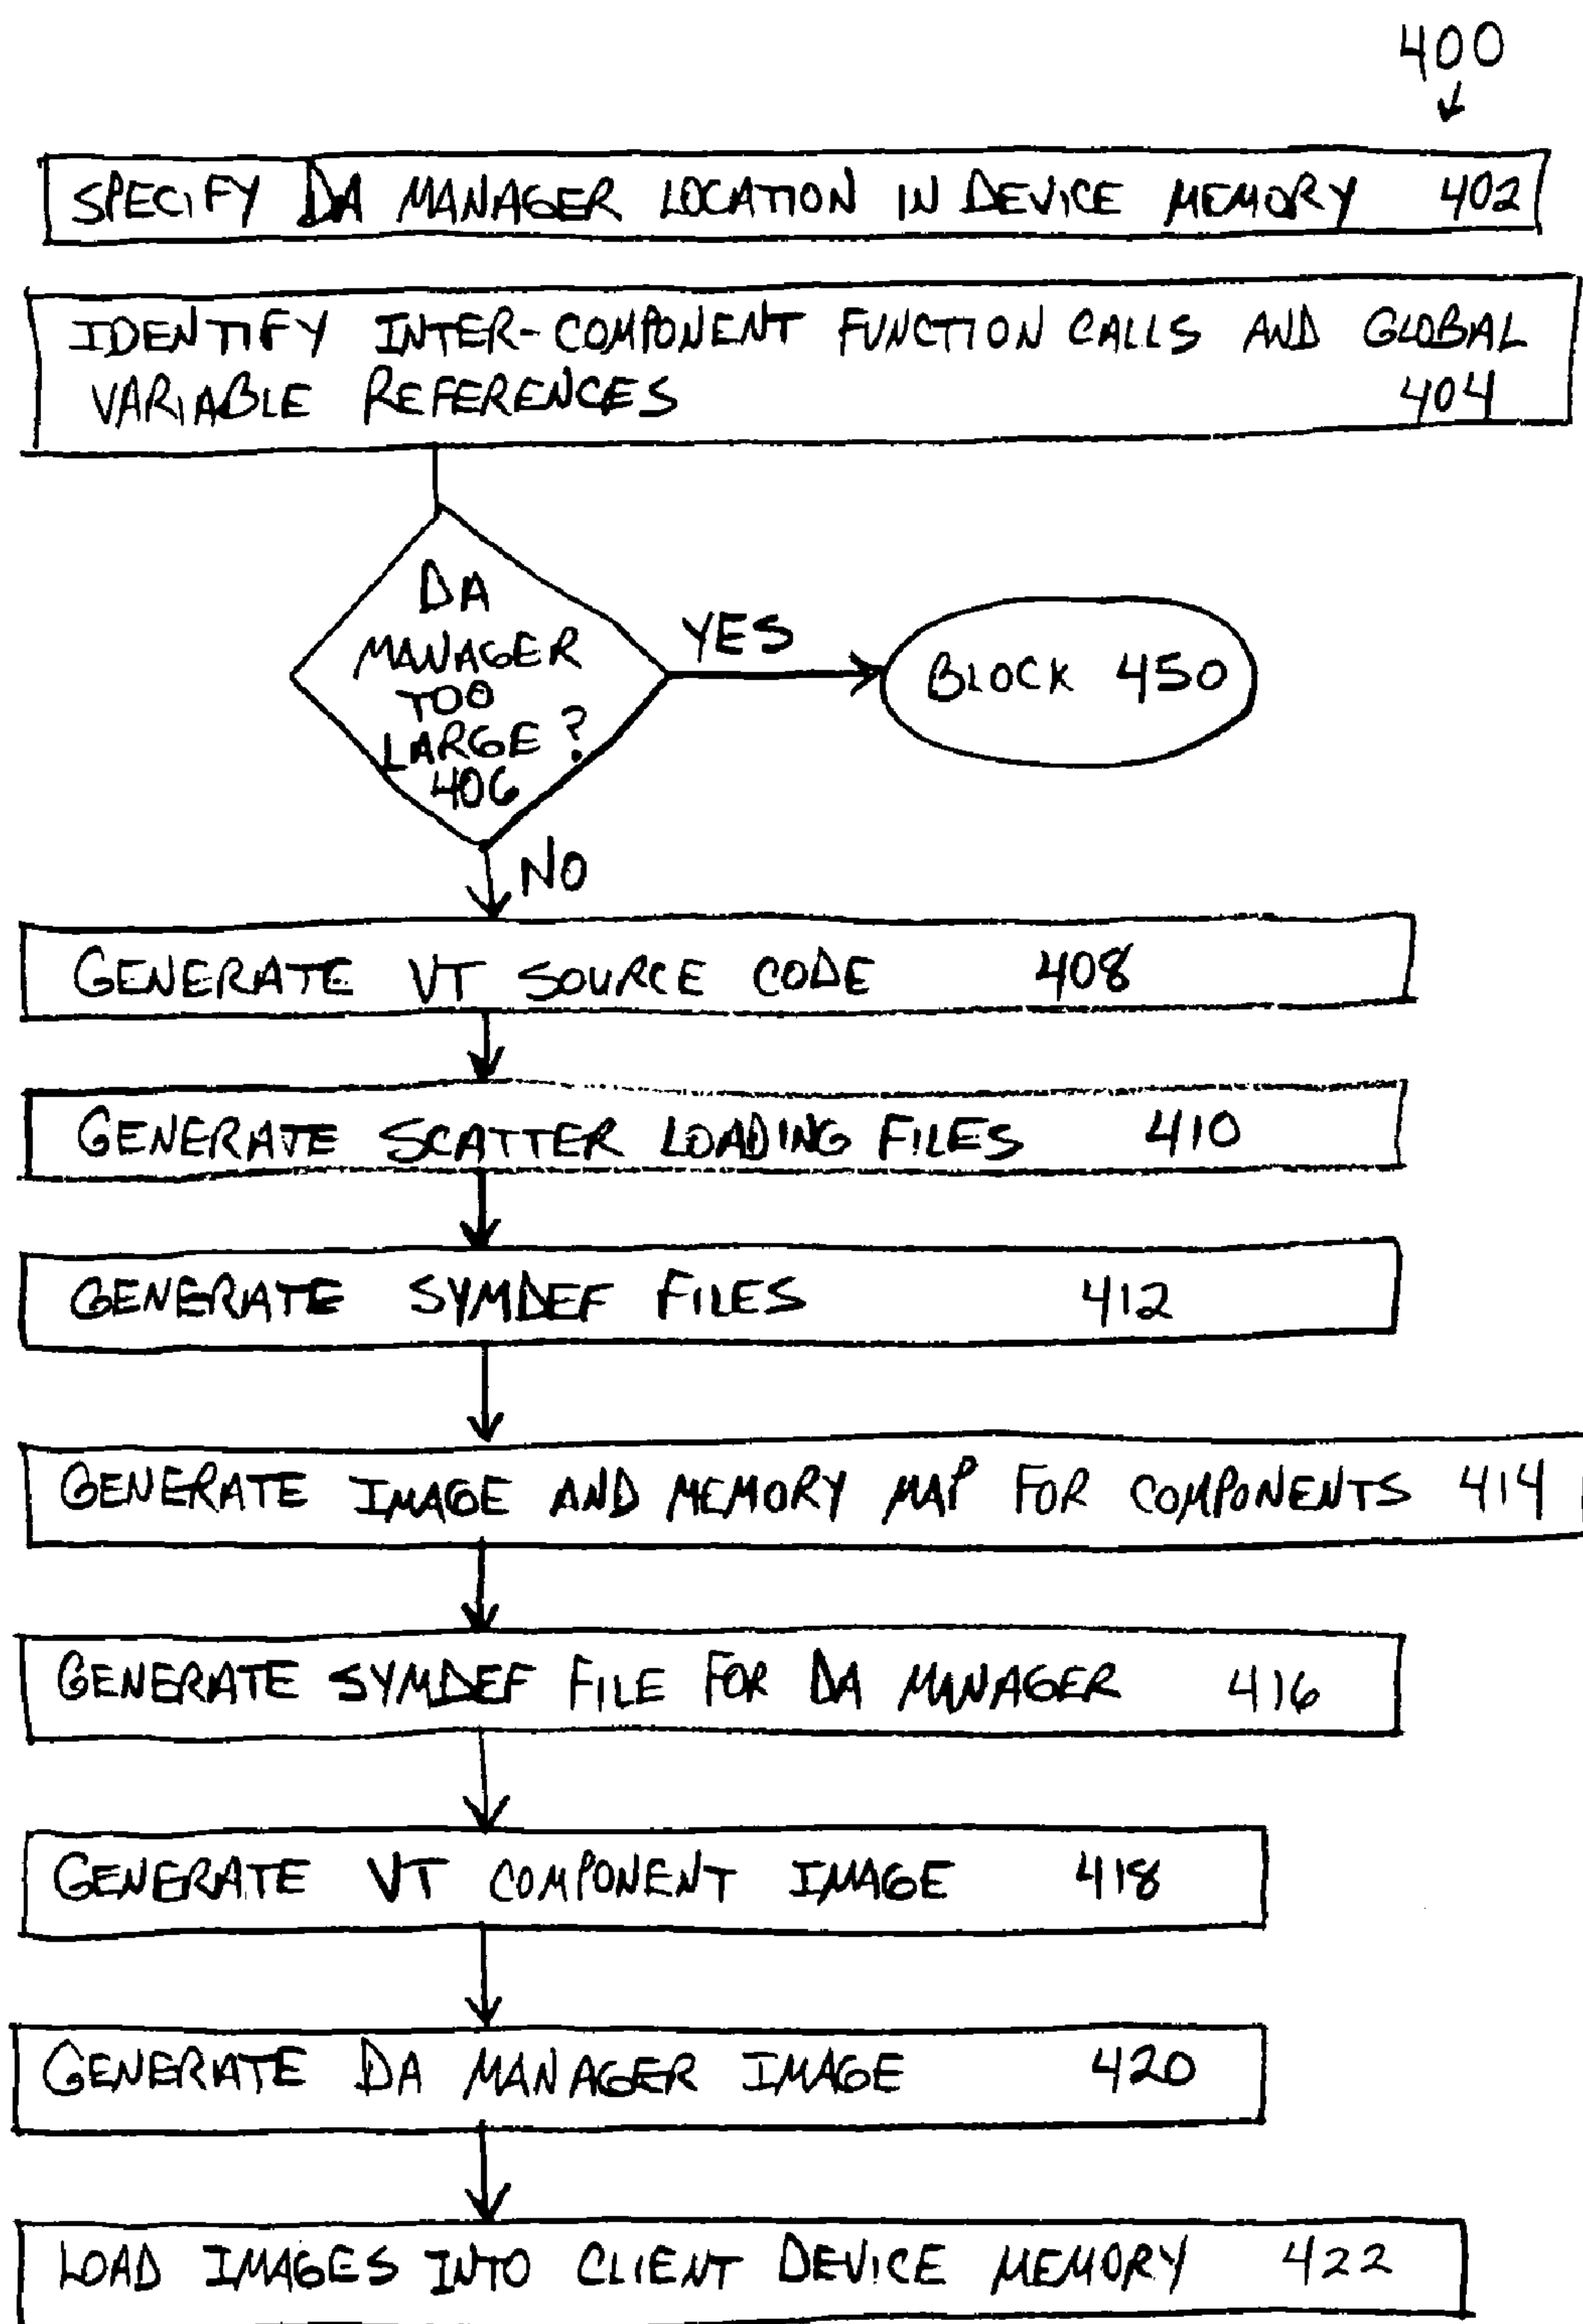 400
SPECIFY DA MANAGER LOCATION IN DEVICE MEMORY 402
IDENTIFY INTER-COMPONENT FUNCTION CALLS AND GLOBAL
VARIABLE REFERENCES 404
DA
MANAGER
TOO
LARGE?
406
YES
BLOCK 450
NO
GENERATE VT SOURCE CODE 408
GENERATE SCATTER LOADING FILES 410
GENERATE SYMDEF FILES 412
GENERATE IMAGE AND MEMORY MAP FOR COMPONENTS 414
GENERATE SYMDEF FILE FOR DA MANAGER 416
GENERATE VT COMPONENT IMAGE 418
GENERATE DA MANAGER IMAGE 420
LOAD IMAGES INTO CLIENT DEVICE MEMORY 422